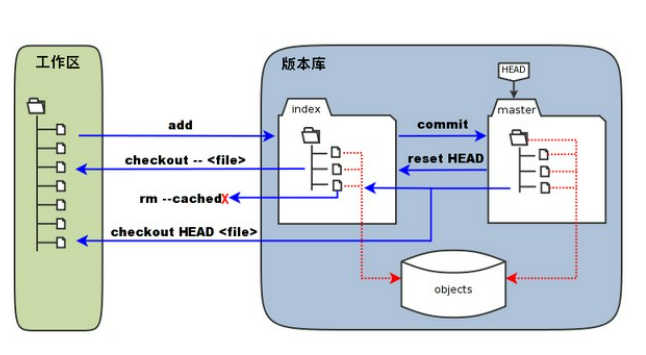 工作区
版本库
HEAD
index
master
add
commit
checkout -- <file>
reset HEAD
rm --cachedX
checkout HEAD <file>
objects